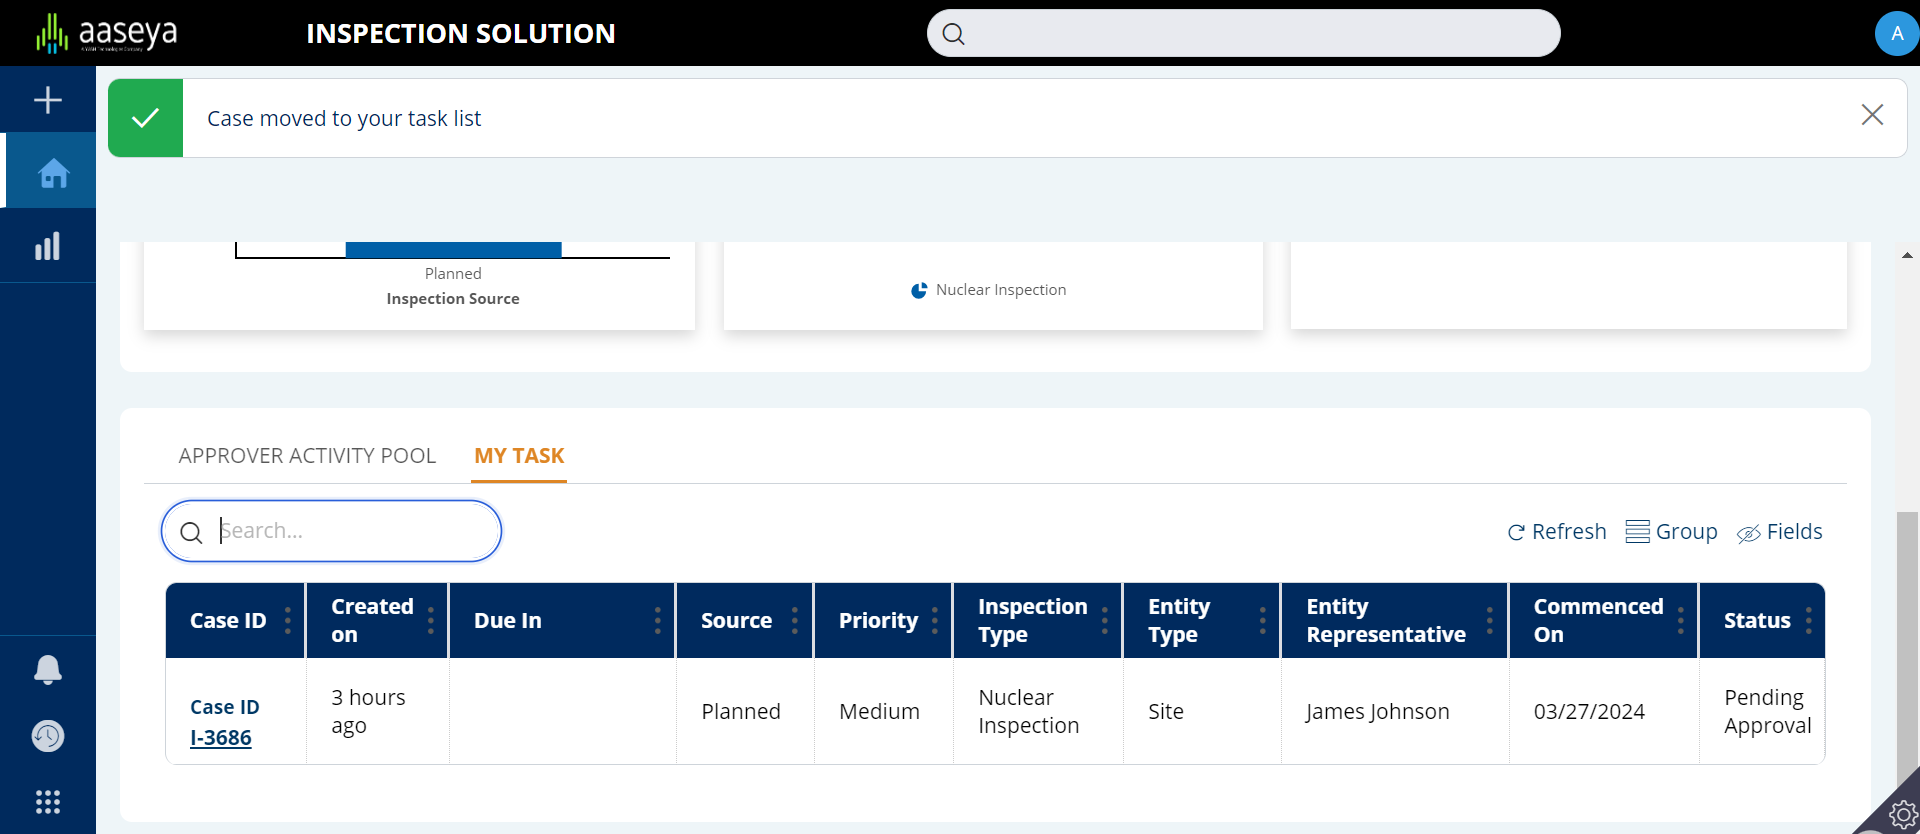 aaseya
A YASH Technologies Company
INSPECTION SOLUTION
A
Case moved to your task list
Planned
Inspection Source
Nuclear Inspection
APPROVER ACTIVITY POOL
MY TASK
Search...
Refresh
Group
Fields
Case ID
Created
on
Due In
Source
Priority
Inspection
Type
Entity
Type
Entity
Representative
Commenced
On
Status
Case ID
I-3686
3 hours
ago
Planned
Medium
Nuclear
Inspection
Site
James Johnson
03/27/2024
Pending
Approval